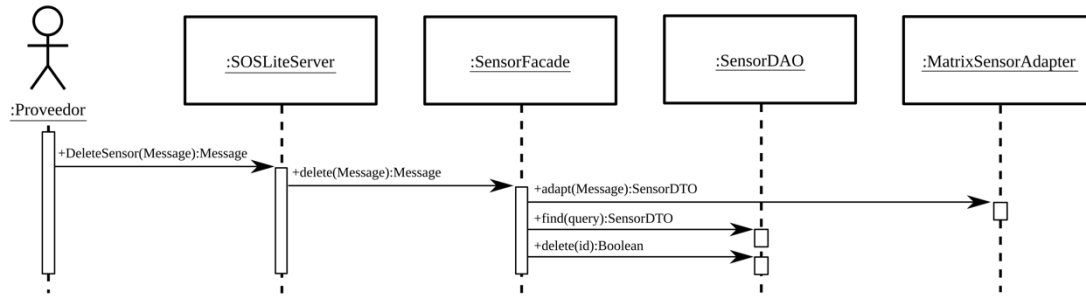 :SOSLiteServer
:SensorFacade
:SensorDAO
:MatrixSensorAdapter
:Proveedor
+DeleteSensor(Message):Message
+delete(Message):Message
+adapt(Message):SensorDTO
+find(query):SensorDTO
+delete(id):Boolean